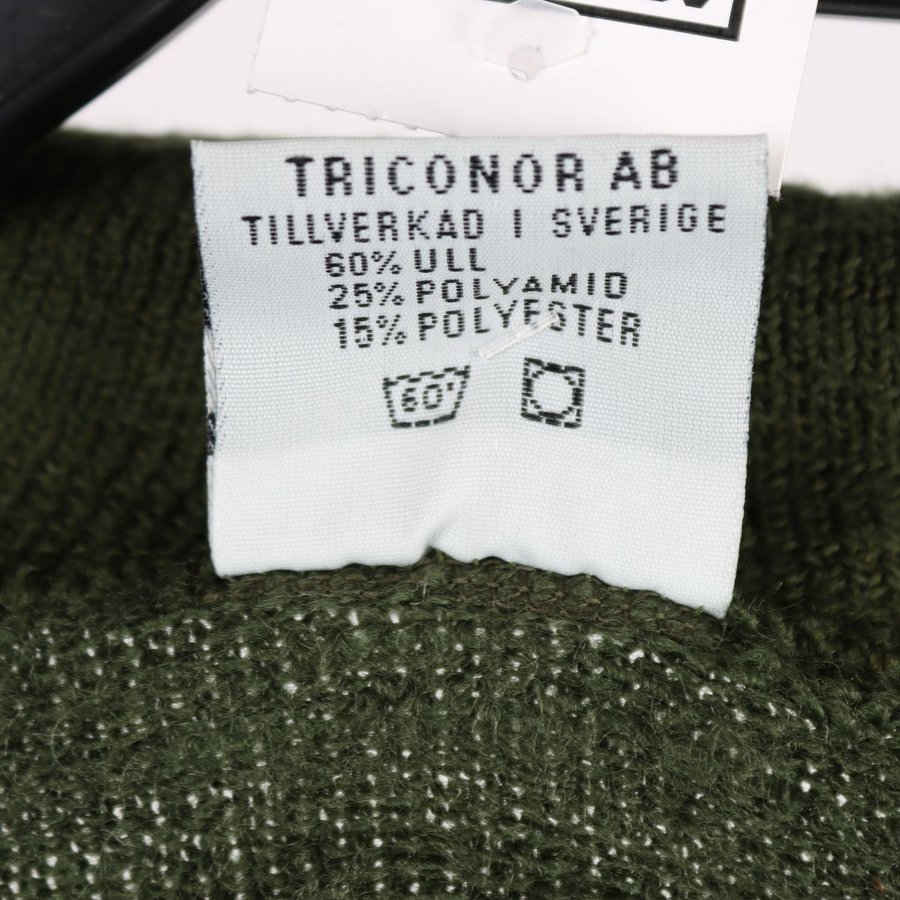 TRICONOR AB
TILLVERKAD I SVERIGE
60% ULL
25% POLYAMID
15% POLYESTER
60°